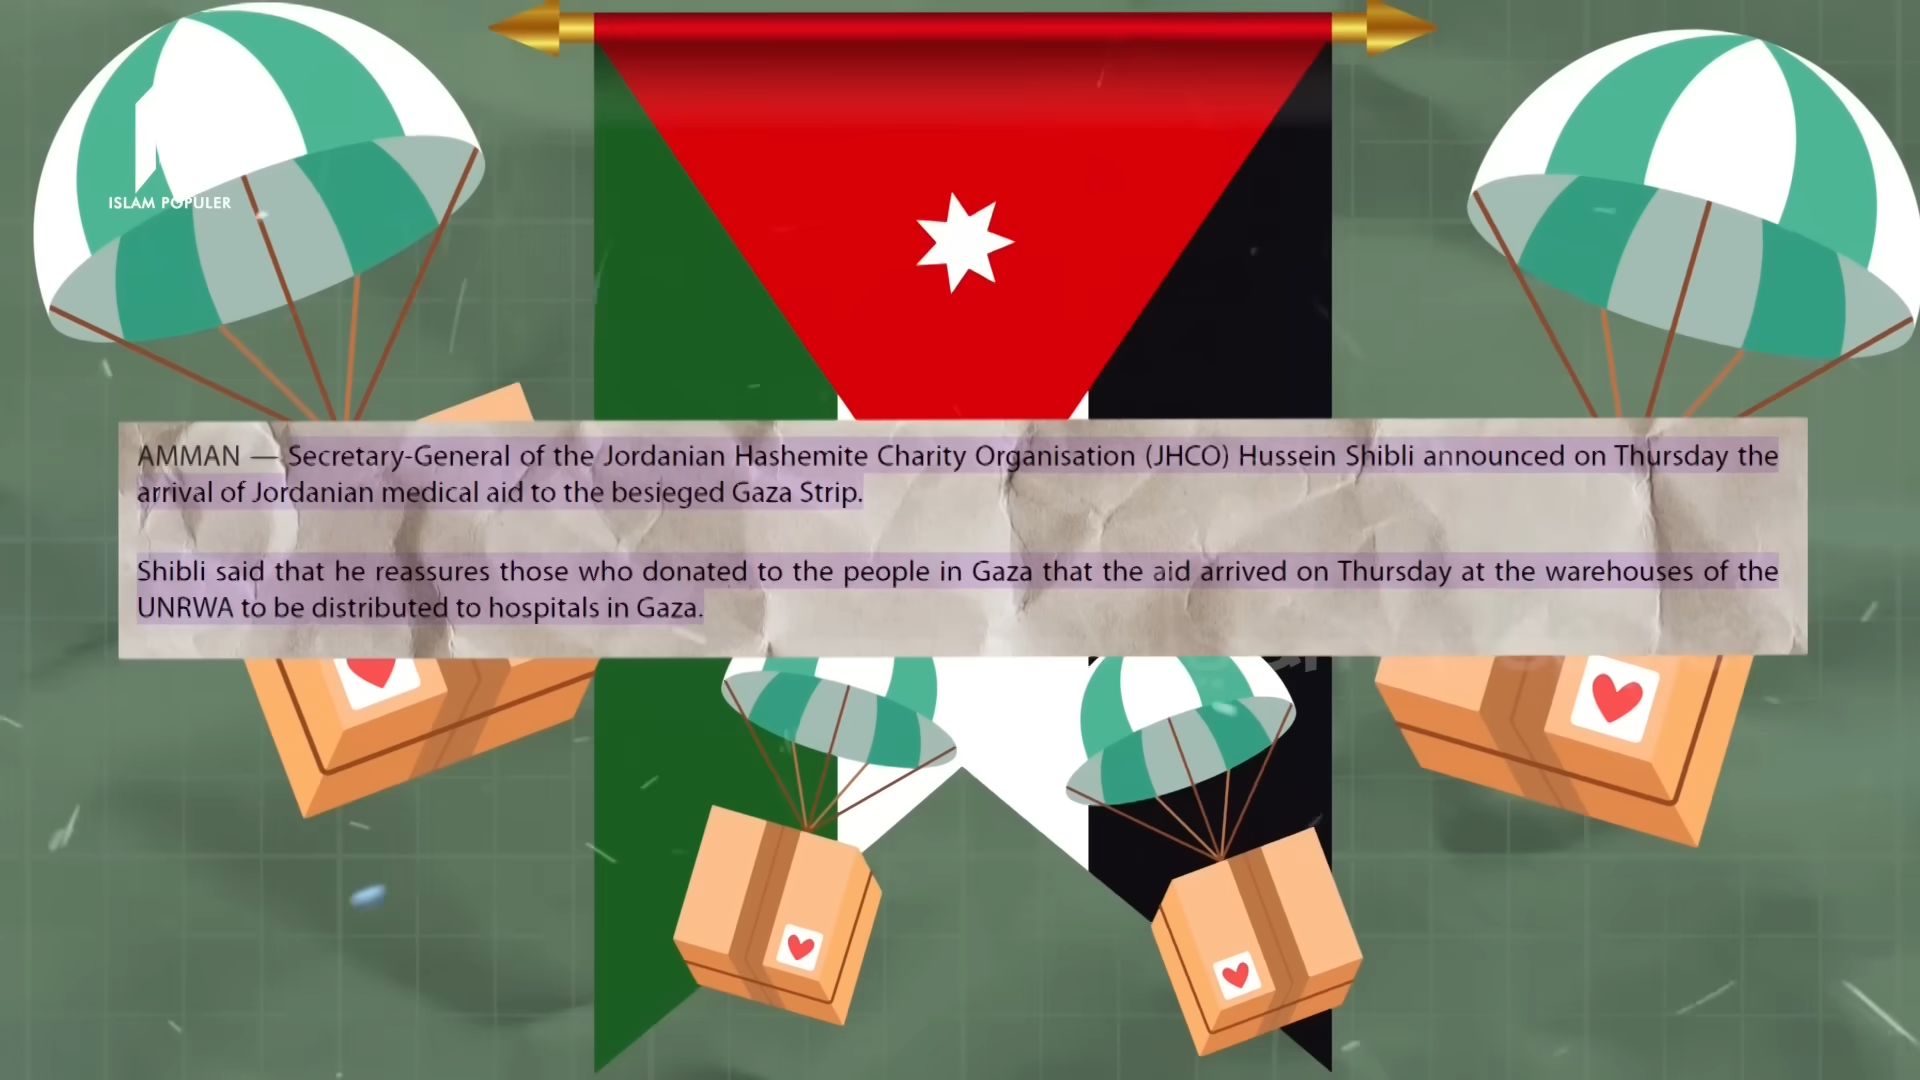 ISLAM POPULER
AMMAN — Secretary-General of the Jordanian Hashemite Charity Organisation (JHCO) Hussein Shibli announced on Thursday the
arrival of Jordanian medical aid to the besieged Gaza Strip.
Shibli said that he reassures those who donated to the people in Gaza that the aid arrived on Thursday at the warehouses of the
UNRWA to be distributed to hospitals in Gaza.